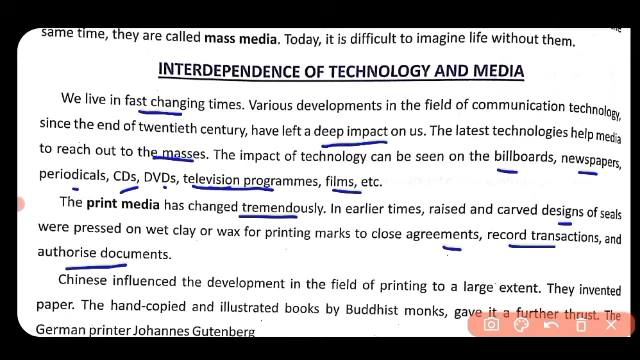 same time, they are called mass media. Today, it is difficult to imagine life without them.
INTERDEPENDENCE OF TECHNOLOGY AND MEDIA
We live in fast changing times. Various developments in the field of communication technology,
since the end of twentieth century, have left a deep impact on us. The latest technologies help media
to reach out to the masses. The impact of technology can be seen on the billboards, newspapers,
periodicals, CDs, DVDs, television programmes, films, etc.
The print media has changed tremendously. In earlier times, raised and carved designs of seals
were pressed on wet clay or wax for printing marks to close agreements, record transactions, and
authorise documents.
Chinese influenced the development in the field of printing to a large extent. They invented
paper. The hand-copied and illustrated books by Buddhist monks, gave it a further thrust. The
German printer Johannes Gutenberg